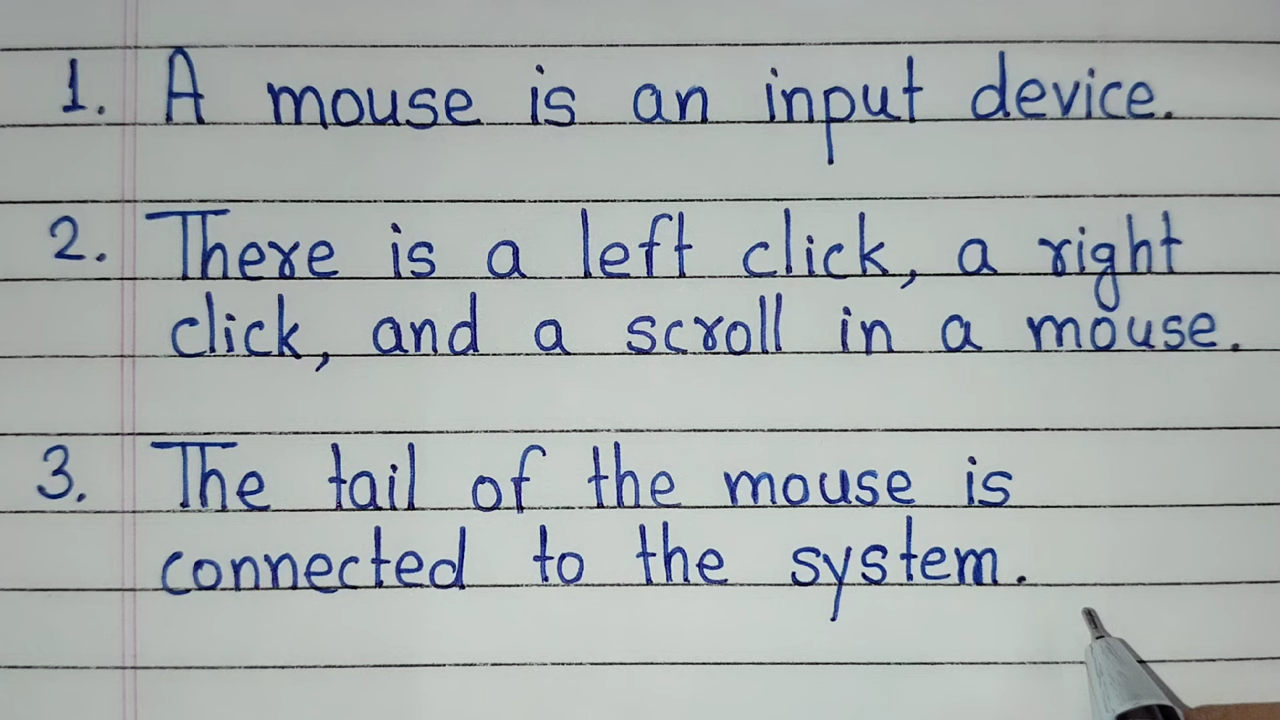 1. A mouse is an input device.
2. There is a left click, a right
click, and a scroll in a mouse.
3. The tail of the mouse is
connected to the system.